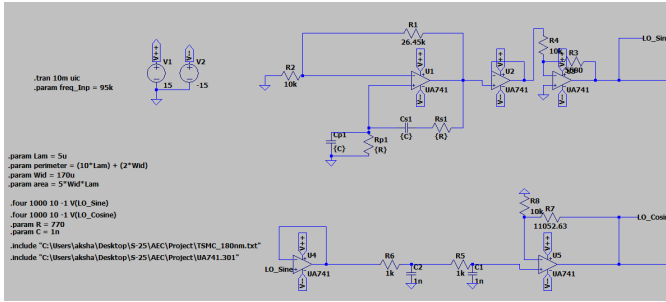 .tran 10m uic
.param freq_Inp = 95k
V++
V1
15
V--
V2
-15
R1
26.45k
R2
10k
V++
U1
UA741
V--
V++
U2
UA741
V--
R4
10k
R3
V++
UA741
V--
LO_Sine
Cp1
{C}
Rp1
{R}
Cs1
{C}
Rs1
{R}
.param Lam = 5u
.param perimeter = (10*Lam) + (2*Wid)
.param Wid = 170u
.param area = 5*Wid*Lam
.four 1000 10 -1 V(LO_Sine)
.four 1000 10 -1 V(LO_Cosine)
.param R = 770
.param C = 1n
.include "C:\Users\aksha\Desktop\S-25\AEC\Project\TSMC_180nm.txt"
.include "C:\Users\aksha\Desktop\S-25\AEC\Project\UA741.301"
LO_Sine
V++
U4
UA741
V--
R6
1k
C2
1n
R5
1k
C1
1n
R8
10k
R7
11052.63
V++
U5
UA741
V--
LO_Cosine